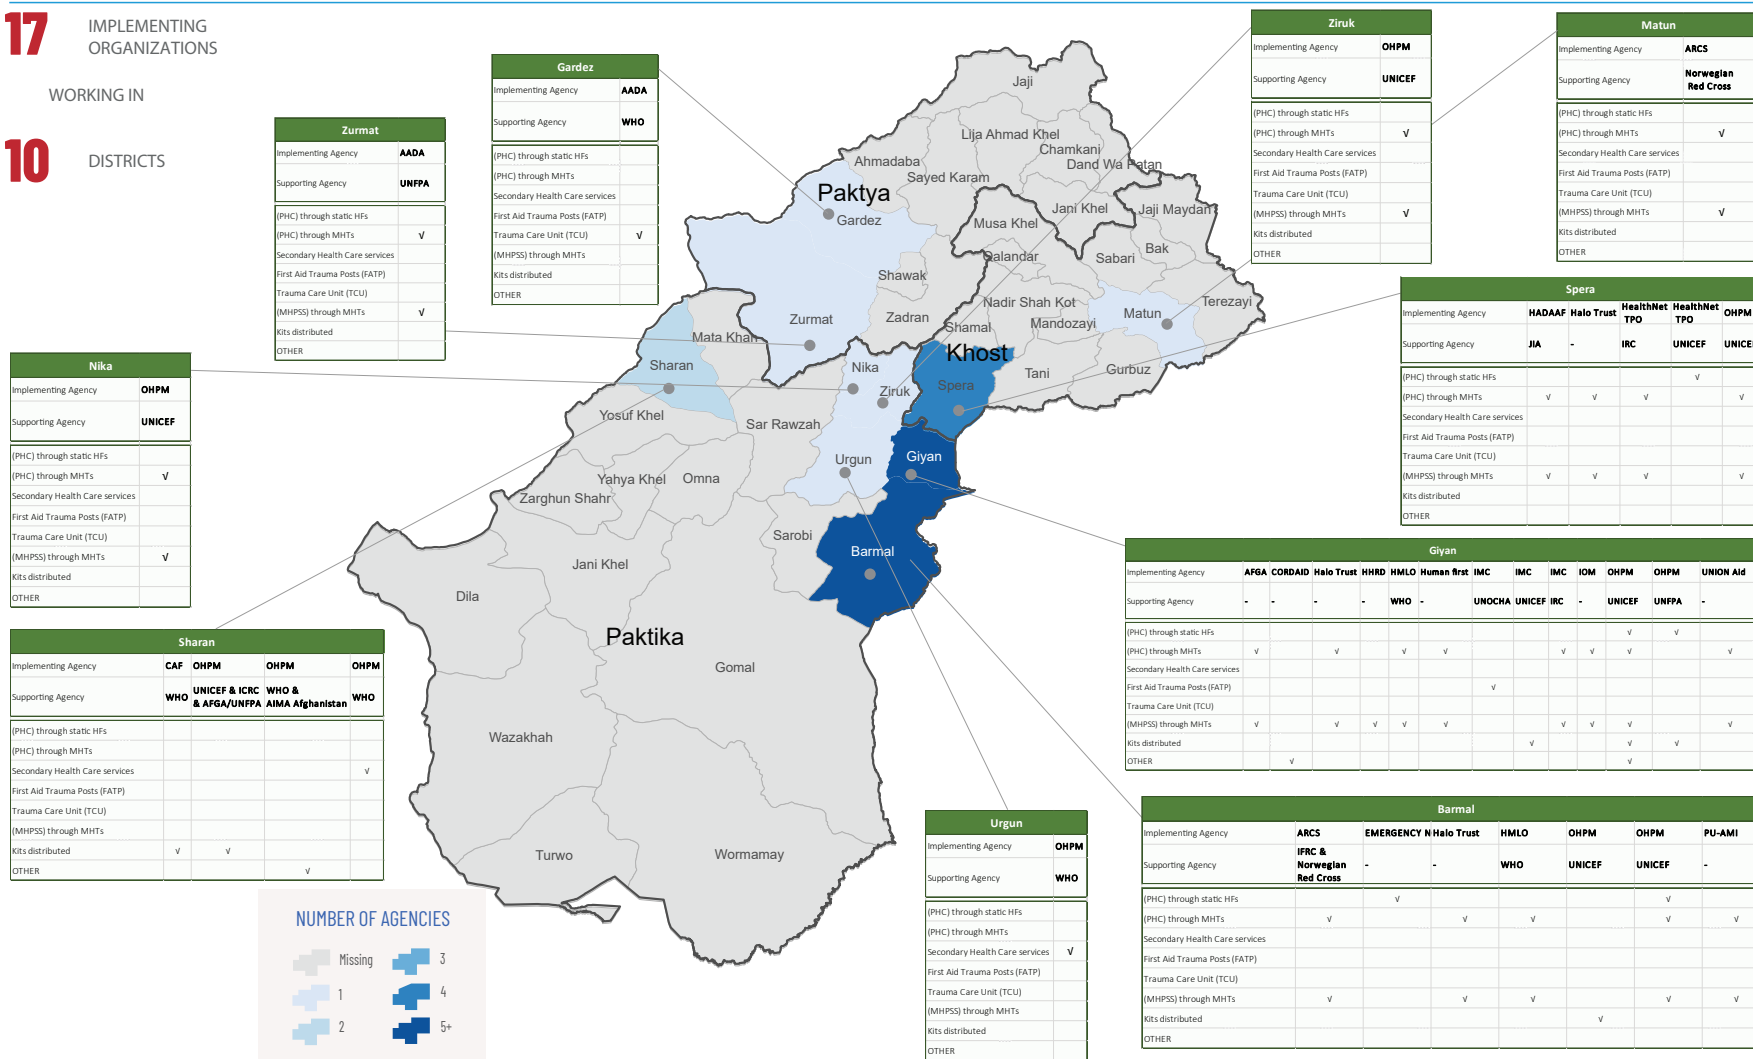 17 IMPLEMENTING
ORGANIZATIONS
WORKING IN
10 DISTRICTS
Zurmat
Implementing Agency AADA
Supporting Agency UNFPA
(PHC) through static HFs
(PHC) through MHTs √
Secondary Health Care services
First Aid Trauma Posts (FATP)
Trauma Care Unit (TCU)
(MHPSS) through MHTs √
Kits distributed
OTHER
Gardez
Implementing Agency AADA
Supporting Agency WHO
(PHC) through static HFs
(PHC) through MHTs
Secondary Health Care services
First Aid Trauma Posts (FATP)
Trauma Care Unit (TCU) √
(MHPSS) through MHTs
Kits distributed
OTHER
Ziruk
Implementing Agency OHPM
Supporting Agency UNICEF
(PHC) through static HFs
(PHC) through MHTs √
Secondary Health Care services
First Aid Trauma Posts (FATP)
Trauma Care Unit (TCU)
(MHPSS) through MHTs √
Kits distributed
OTHER
Matun
Implementing Agency ARCS
Supporting Agency Norwegian
Red Cross
(PHC) through static HFs
(PHC) through MHTs √
Secondary Health Care services
First Aid Trauma Posts (FATP)
Trauma Care Unit (TCU)
(MHPSS) through MHTs √
Kits distributed
OTHER
Nika
Implementing Agency OHPM
Supporting Agency UNICEF
(PHC) through static HFs
(PHC) through MHTs √
Secondary Health Care services
First Aid Trauma Posts (FATP)
Trauma Care Unit (TCU)
(MHPSS) through MHTs √
Kits distributed
OTHER
Spera
Implementing Agency HADAAF Halo Trust HealthNet TPO HealthNet TPO OHPM
Supporting Agency JIA - IRC UNICEF UNICEF
(PHC) through static HFs √
(PHC) through MHTs √ √ √ √
Secondary Health Care services
First Aid Trauma Posts (FATP)
Trauma Care Unit (TCU)
(MHPSS) through MHTs √ √ √ √
Kits distributed
OTHER
Jaji
Lija Ahmad Khel
Chamkani
Dand Wa Patan
Ahmadaba
Sayed Karam
Paktya
Gardez
Jani Khel
Jaji Maydan
Musa Khel
Bak
Qalandar
Sabari
Shawak
Nadir Shah Kot
Terezayi
Zurmat
Zadran
Matun
Shamal
Mandozayi
Mata Khan
Khost
Sharan
Nika
Tani
Gurbuz
Ziruk
Spera
Yosuf Khel
Sar Rawzah
Urgun
Giyan
Yahya Khel
Omna
Zarghun Shahr
Sarobi
Barmal
Jani Khel
Dila
Paktika
Gomal
Wazakhah
Turwo
Wormamay
Giyan
Implementing Agency AFGA CORDAID Halo Trust HHRD HMLO Human first IMC IMC IMC IOM OHPM OHPM UNION Aid
Supporting Agency - - - - WHO - UNOCHA UNICEF IRC - UNICEF UNFPA -
(PHC) through static HFs √ √
(PHC) through MHTs √ √ √ √ √ √ √ √
Secondary Health Care services
First Aid Trauma Posts (FATP) √
Trauma Care Unit (TCU)
(MHPSS) through MHTs √ √ √ √ √ √ √ √ √
Kits distributed √ √ √
OTHER √ √
Sharan
Implementing Agency CAF OHPM OHPM OHPM
Supporting Agency WHO UNICEF & ICRC & AFGA/UNFPA WHO & AIMA Afghanistan WHO
(PHC) through static HFs
(PHC) through MHTs
Secondary Health Care services √
First Aid Trauma Posts (FATP)
Trauma Care Unit (TCU)
(MHPSS) through MHTs
Kits distributed √ √
OTHER √
Urgun
Implementing Agency OHPM
Supporting Agency WHO
(PHC) through static HFs
(PHC) through MHTs
Secondary Health Care services √
First Aid Trauma Posts (FATP)
Trauma Care Unit (TCU)
(MHPSS) through MHTs
Kits distributed
OTHER
Barmal
Implementing Agency ARCS EMERGENCY N Halo Trust HMLO OHPM OHPM PU-AMI
Supporting Agency IFRC & Norwegian Red Cross - - WHO UNICEF UNICEF -
(PHC) through static HFs √ √
(PHC) through MHTs √ √ √ √ √
Secondary Health Care services
First Aid Trauma Posts (FATP)
Trauma Care Unit (TCU)
(MHPSS) through MHTs √ √ √ √ √
Kits distributed √
OTHER
NUMBER OF AGENCIES
Missing 3
1 4
2 5+